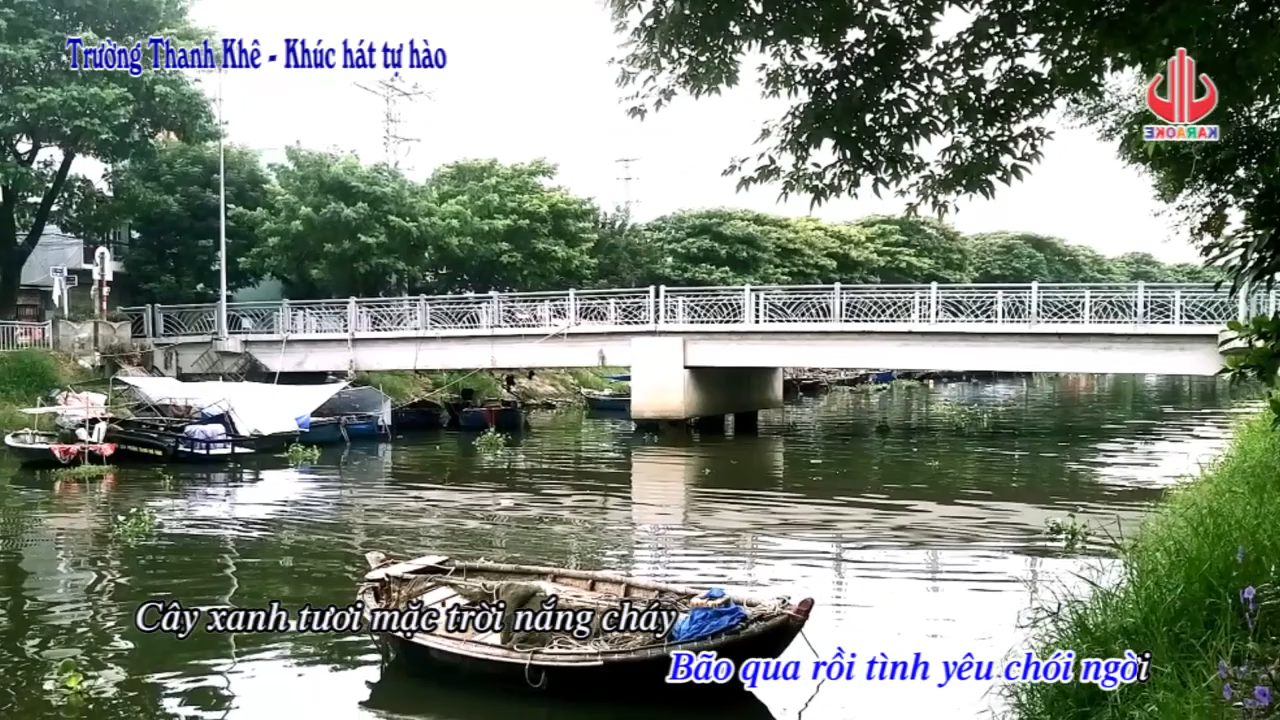 Trường Thanh Khê - Khúc hát tự hào
KARAOKE
Cây xanh tươi mặc trời nắng cháy
Bão qua rồi tình yêu chói ngời